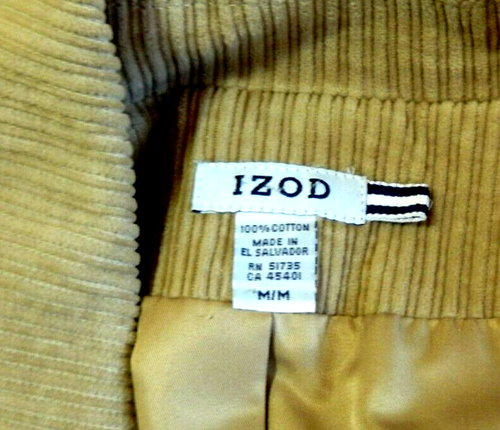 IZOD
100% COTTON
MADE IN
EL SALVADOR
RN 51735
CA 45401
M/M